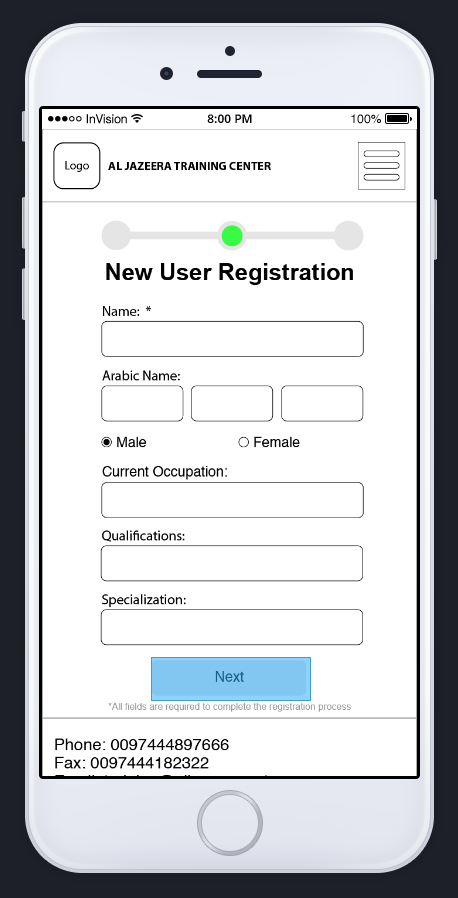 InVision 8:00 PM 100%
Logo AL JAZEERA TRAINING CENTER
New User Registration
Name: *
Arabic Name:
Male Female
Current Occupation:
Qualifications:
Specialization:
Next
*All fields are required to complete the registration process
Phone: 0097444897666
Fax: 0097444182322